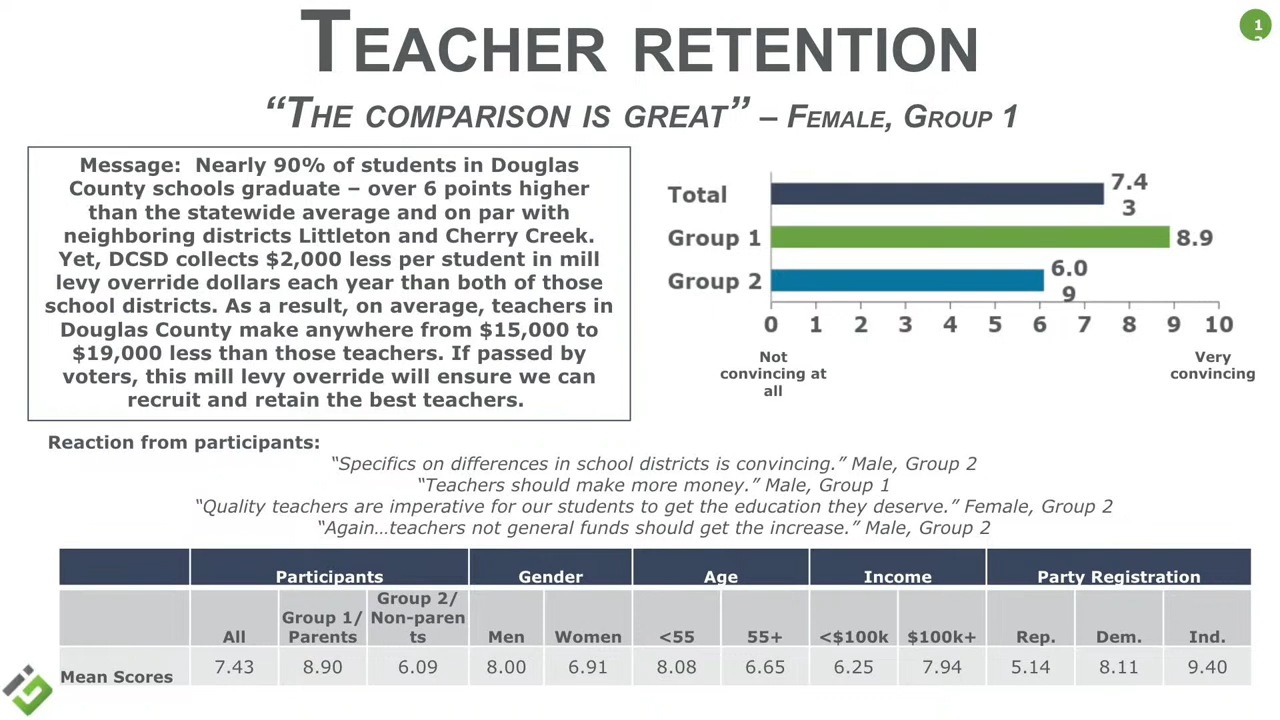 TEACHER RETENTION
“THE COMPARISON IS GREAT” – FEMALE, GROUP 1
Message: Nearly 90% of students in Douglas
County schools graduate – over 6 points higher
than the statewide average and on par with
neighboring districts Littleton and Cherry Creek.
Yet, DCSD collects $2,000 less per student in mill
levy override dollars each year than both of those
school districts. As a result, on average, teachers in
Douglas County make anywhere from $15,000 to
$19,000 less than those teachers. If passed by
voters, this mill levy override will ensure we can
recruit and retain the best teachers.
Total 7.4
3
Group 1 8.9
Group 2 6.0
9
0 1 2 3 4 5 6 7 8 9 10
Not
convincing at
all
Very
convincing
Reaction from participants:
“Specifics on differences in school districts is convincing.” Male, Group 2
“Teachers should make more money.” Male, Group 1
“Quality teachers are imperative for our students to get the education they deserve.” Female, Group 2
“Again…teachers not general funds should get the increase.” Male, Group 2
Participants Gender Age Income Party Registration
All
Group 1/
Parents
Group 2/
Non-paren
ts
Men Women <55 55+ <$100k $100k+ Rep. Dem. Ind.
Mean Scores 7.43 8.90 6.09 8.00 6.91 8.08 6.65 6.25 7.94 5.14 8.11 9.40